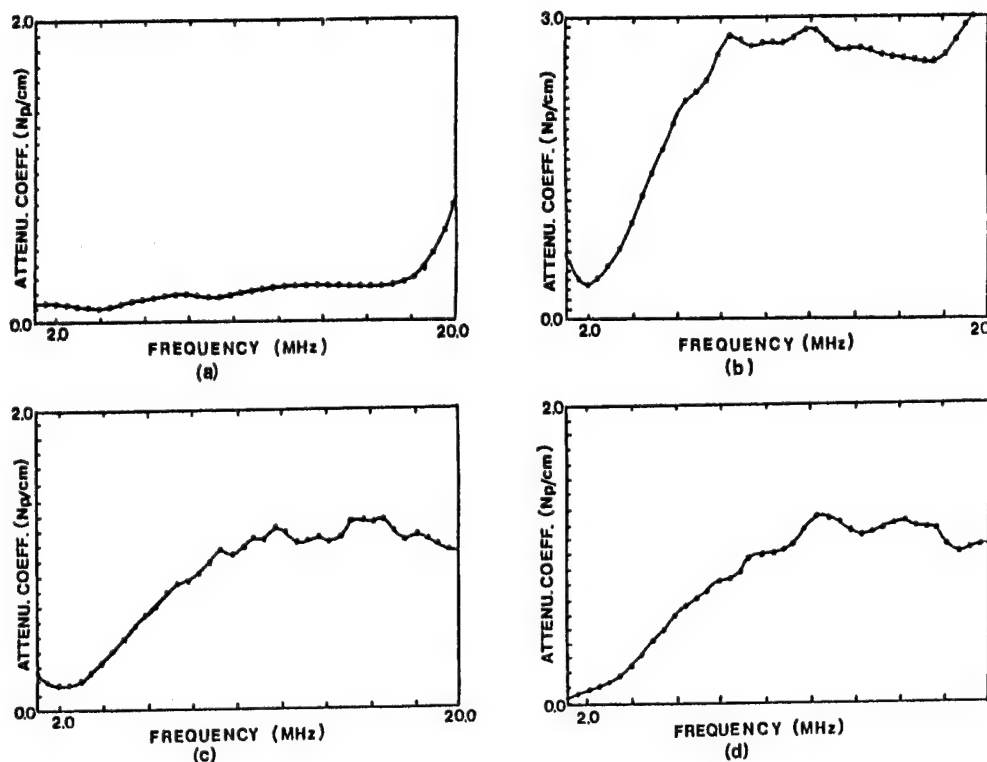 2.0
ATTENU. COEFF. (Np/cm)
0.0
2.0
20.0
FREQUENCY (MHz)
(a)
3.0
ATTENU. COEFF. (Np/cm)
0.0
2.0
20
FREQUENCY (MHz)
(b)
2.0
ATTENU. COEFF. (Np/cm)
0.0
2.0
20.0
FREQUENCY (MHz)
(c)
2.0
ATTENU. COEFF. (Np/cm)
0.0
2.0
FREQUENCY (MHz)
(d)